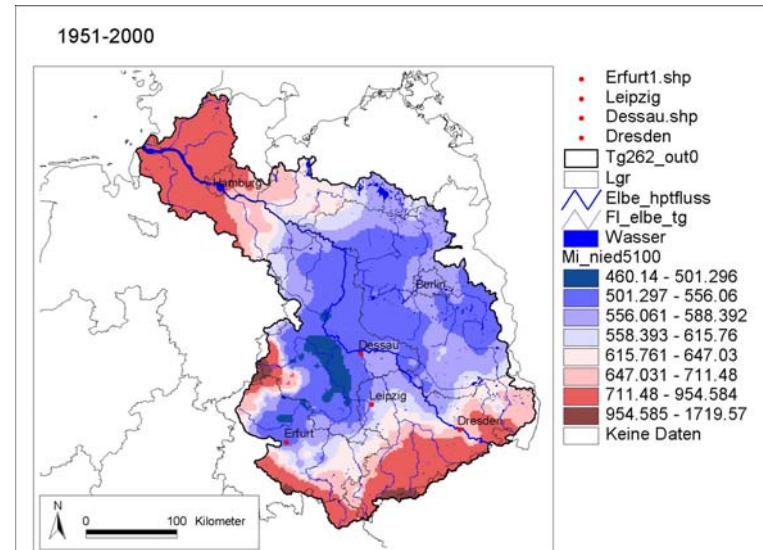 1951-2000
Hamburg
Berlin
Dessau
Leipzig
Dresden
Erfurt
N
0 100 Kilometer
Erfurt1.shp
Leipzig
Dessau.shp
Dresden
Tg262_out0
Lgr
Elbe_hptfluss
Fl_elbe_tg
Wasser
Mi_nied5100
460.14 - 501.296
501.297 - 556.06
556.061 - 588.392
558.393 - 615.76
615.761 - 647.03
647.031 - 711.48
711.48 - 954.584
954.585 - 1719.57
Keine Daten